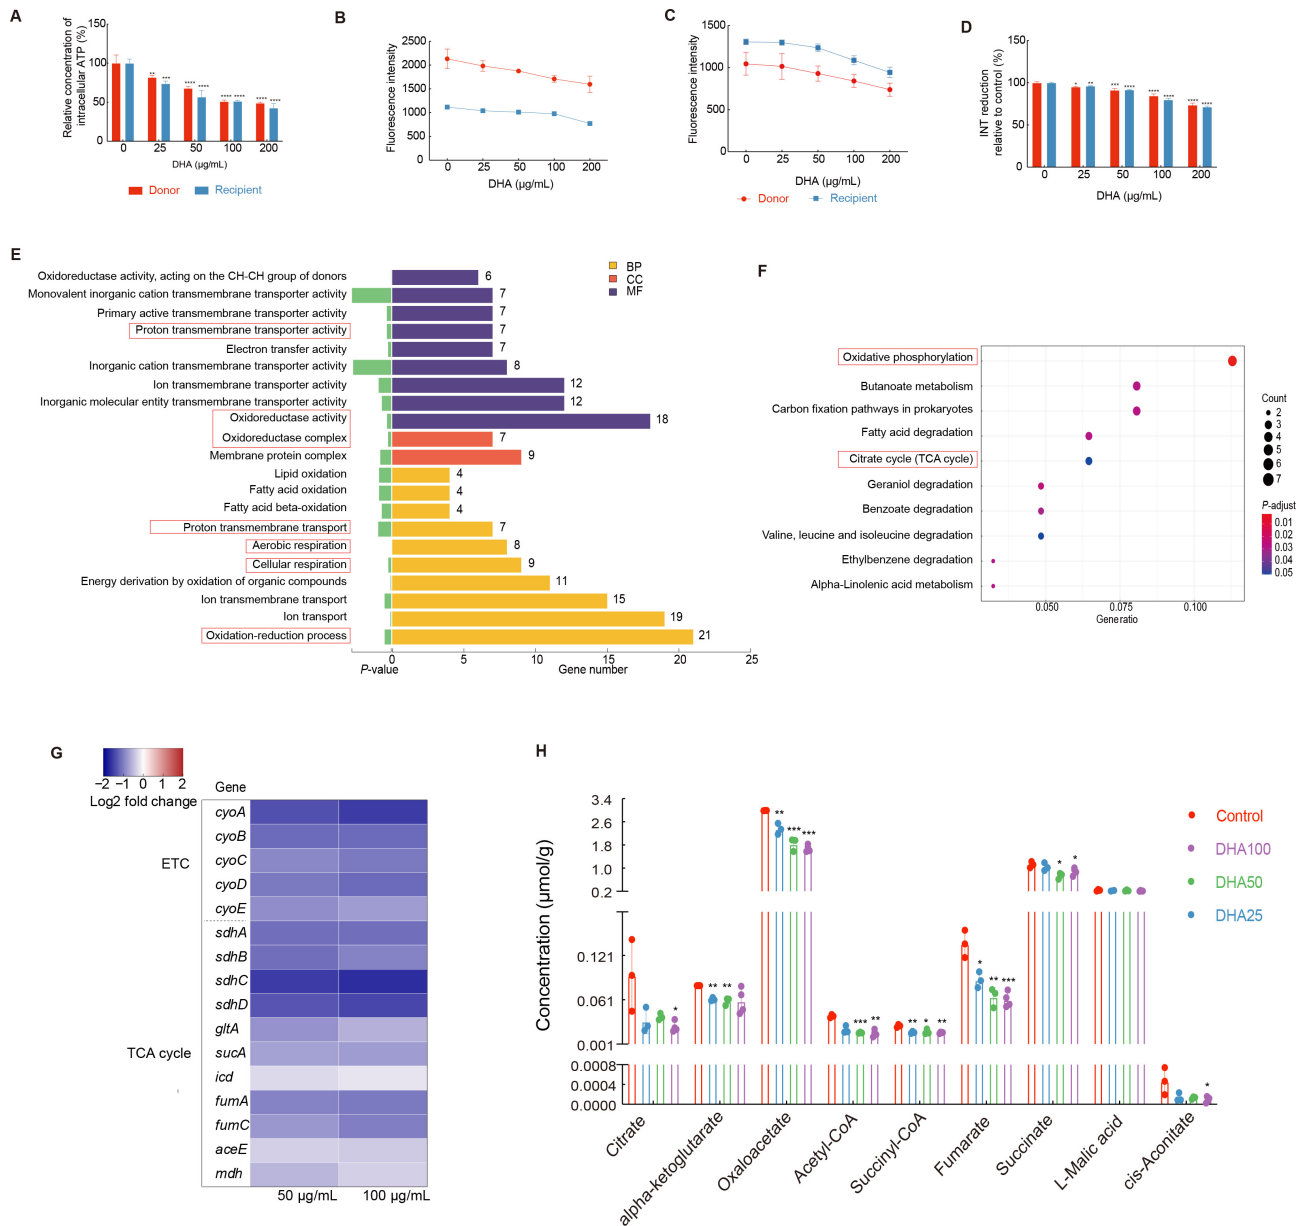 A
Relative concentration of
intracellular ATP (%)
150
100
50
0
** *** **** **** **** **** **** ****
0 25 50 100 200
DHA (µg/mL)
Donor Recipient
B
Fluorescence intensity
2500
2000
1500
1000
500
0
0 25 50 100 200
DHA (µg/mL)
C
Fluorescence intensity
1500
1000
500
0
0 25 50 100 200
DHA (µg/mL)
Donor Recipient
D
INT reduction
relative to control (%)
150
100
50
0
* ** *** **** **** **** **** ****
0 25 50 100 200
DHA (µg/mL)
E
BP
CC
MF
Oxidoreductase activity, acting on the CH-CH group of donors 6
Monovalent inorganic cation transmembrane transporter activity 7
Primary active transmembrane transporter activity 7
Proton transmembrane transporter activity 7
Electron transfer activity 7
Inorganic cation transmembrane transporter activity 8
Ion transmembrane transporter activity 12
Inorganic molecular entity transmembrane transporter activity 12
Oxidoreductase activity 18
Oxidoreductase complex 7
Membrane protein complex 9
Lipid oxidation 4
Fatty acid oxidation 4
Fatty acid beta-oxidation 4
Proton transmembrane transport 7
Aerobic respiration 8
Cellular respiration 9
Energy derivation by oxidation of organic compounds 11
Ion transmembrane transport 15
Ion transport 19
Oxidation-reduction process 21
0 5 10 15 20 25
P-value Gene number
F
Oxidative phosphorylation
Butanoate metabolism
Carbon fixation pathways in prokaryotes
Fatty acid degradation
Citrate cycle (TCA cycle)
Geraniol degradation
Benzoate degradation
Valine, leucine and isoleucine degradation
Ethylbenzene degradation
Alpha-Linolenic acid metabolism
0.050 0.075 0.100
Generatio
Count
2
3
4
5
6
7
P-adjust
0.01
0.02
0.03
0.04
0.05
G
−2 −1 0 1 2
Log2 fold change
Gene
cyoA
cyoB
ETC
cyoC
cyoD
cyoE
sdhA
sdhB
sdhC
sdhD
gltA
TCA cycle
sucA
icd
fumA
fumC
aceE
mdh
50 µg/mL 100 µg/mL
H
Concentration (µmol/g)
3.4
2.6
1.8
1.0
0.2
0.121
0.061
0.001
0.0008
0.0004
0.0000
*
** **
** *** ***
*** **
** * **
* ** ***
* *
*
Citrate
alpha-ketoglutarate
Oxaloacetate
Acetyl-CoA
Succinyl-CoA
Fumarate
Succinate
L-Malic acid
cis-Aconitate
Control
DHA100
DHA50
DHA25